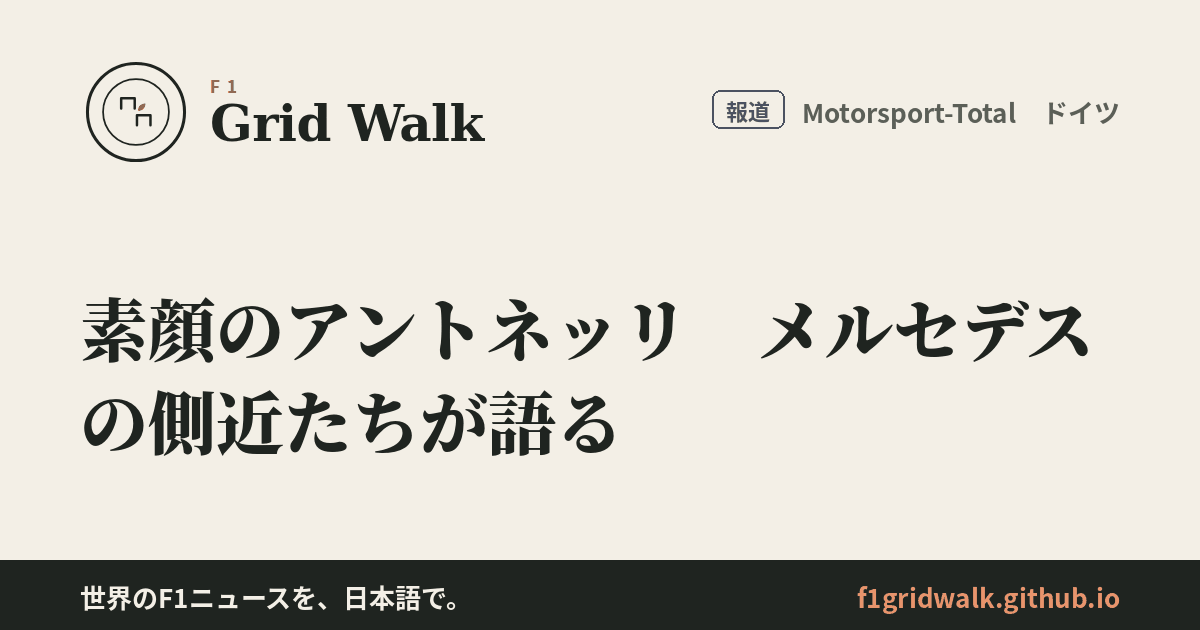 F1
Grid Walk
報道 Motorsport-Total ドイツ
素顔のアントネッリ　メルセデス
の側近たちが語る
世界のF1ニュースを、日本語で。
f1gridwalk.github.io